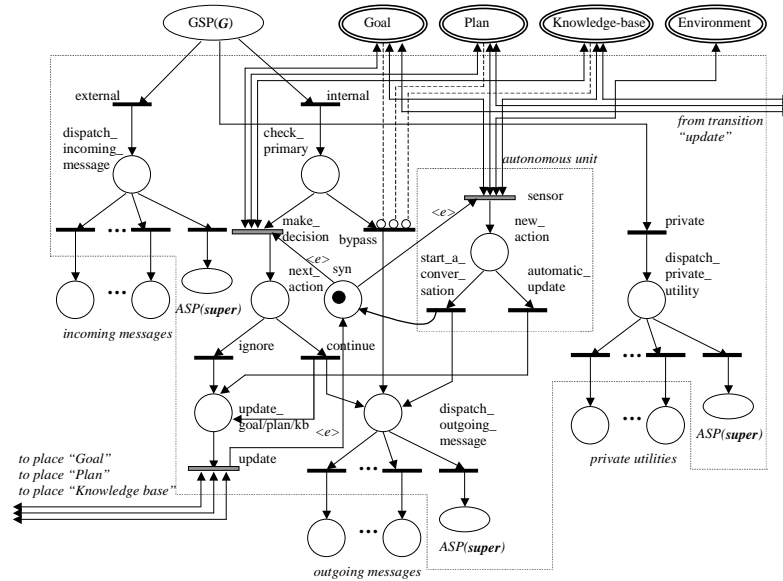 GSP(G)
Goal
Plan
Knowledge-base
Environment
external
internal
from transition
"update"
dispatch_
incoming_
message
check_
primary
autonomous unit
<e>
sensor
make_
decision
bypass
new_
action
private
<e>
syn
start_a
conver_
sation
automatic_
update
dispatch_
private_
utility
next_
action
ASP(super)
incoming messages
ignore
continue
update_
goal/plan/kb
<e>
dispatch_
outgoing_
message
ASP(super)
private utilities
update
to place "Goal"
to place "Plan"
to place "Knowledge base"
ASP(super)
outgoing messages